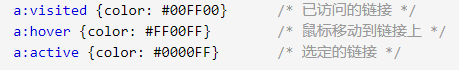 a:visited {color: #00FF00}      /* 已访问的链接 */
a:hover {color: #FF00FF}        /* 鼠标移动到链接上 */
a:active {color: #0000FF}       /* 选定的链接 */